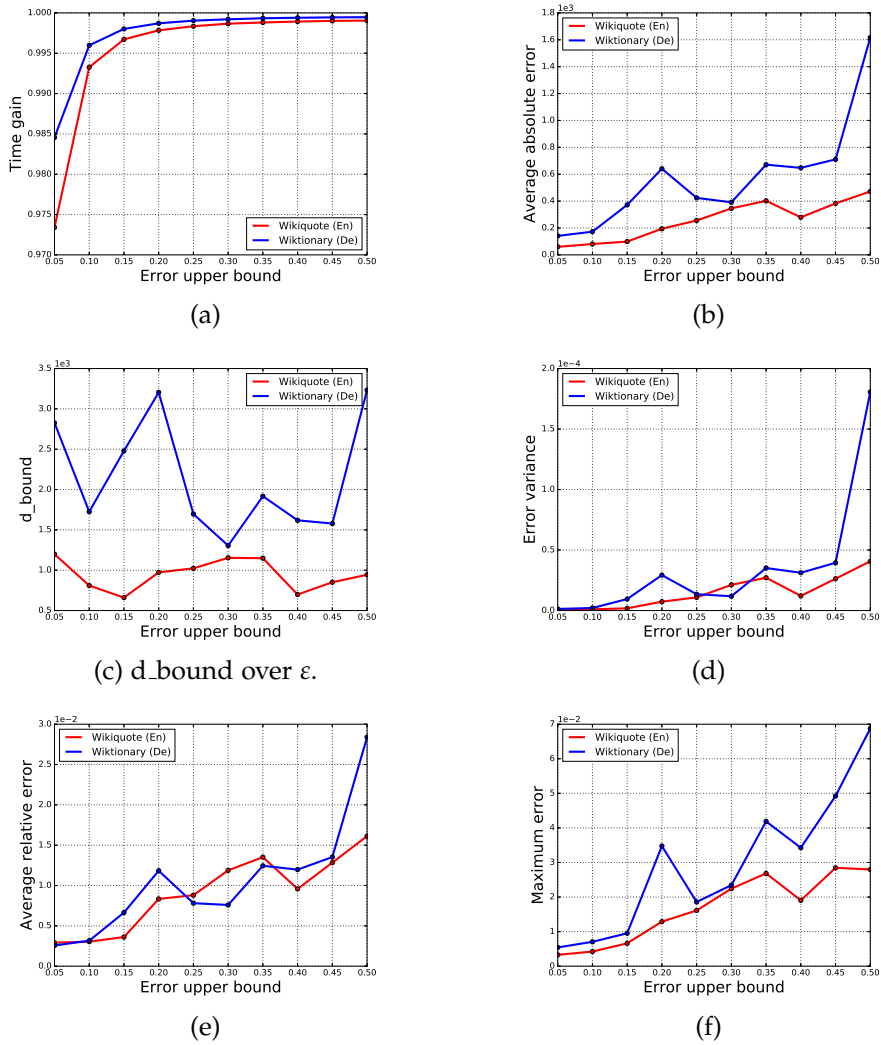 1.000
0.995
0.990
0.985
0.980
0.975
0.970
Time gain
Wikiquote (En)
Wiktionary (De)
0.05 0.10 0.15 0.20 0.25 0.30 0.35 0.40 0.45 0.50
Error upper bound
(a)
1e3
1.8
1.6
1.4
1.2
1.0
0.8
0.6
0.4
0.2
0.0
Average absolute error
Wikiquote (En)
Wiktionary (De)
0.05 0.10 0.15 0.20 0.25 0.30 0.35 0.40 0.45 0.50
Error upper bound
(b)
1e3
3.5
3.0
2.5
2.0
1.5
1.0
0.5
d_bound
Wikiquote (En)
Wiktionary (De)
0.05 0.10 0.15 0.20 0.25 0.30 0.35 0.40 0.45 0.50
Error upper bound
(c) d_bound over ε.
1e−4
2.0
1.5
1.0
0.5
0.0
Error variance
Wikiquote (En)
Wiktionary (De)
0.05 0.10 0.15 0.20 0.25 0.30 0.35 0.40 0.45 0.50
Error upper bound
(d)
1e−2
3.0
2.5
2.0
1.5
1.0
0.5
0.0
Average relative error
Wikiquote (En)
Wiktionary (De)
0.05 0.10 0.15 0.20 0.25 0.30 0.35 0.40 0.45 0.50
Error upper bound
(e)
1e−2
7
6
5
4
3
2
1
0
Maximum error
Wikiquote (En)
Wiktionary (De)
0.05 0.10 0.15 0.20 0.25 0.30 0.35 0.40 0.45 0.50
Error upper bound
(f)